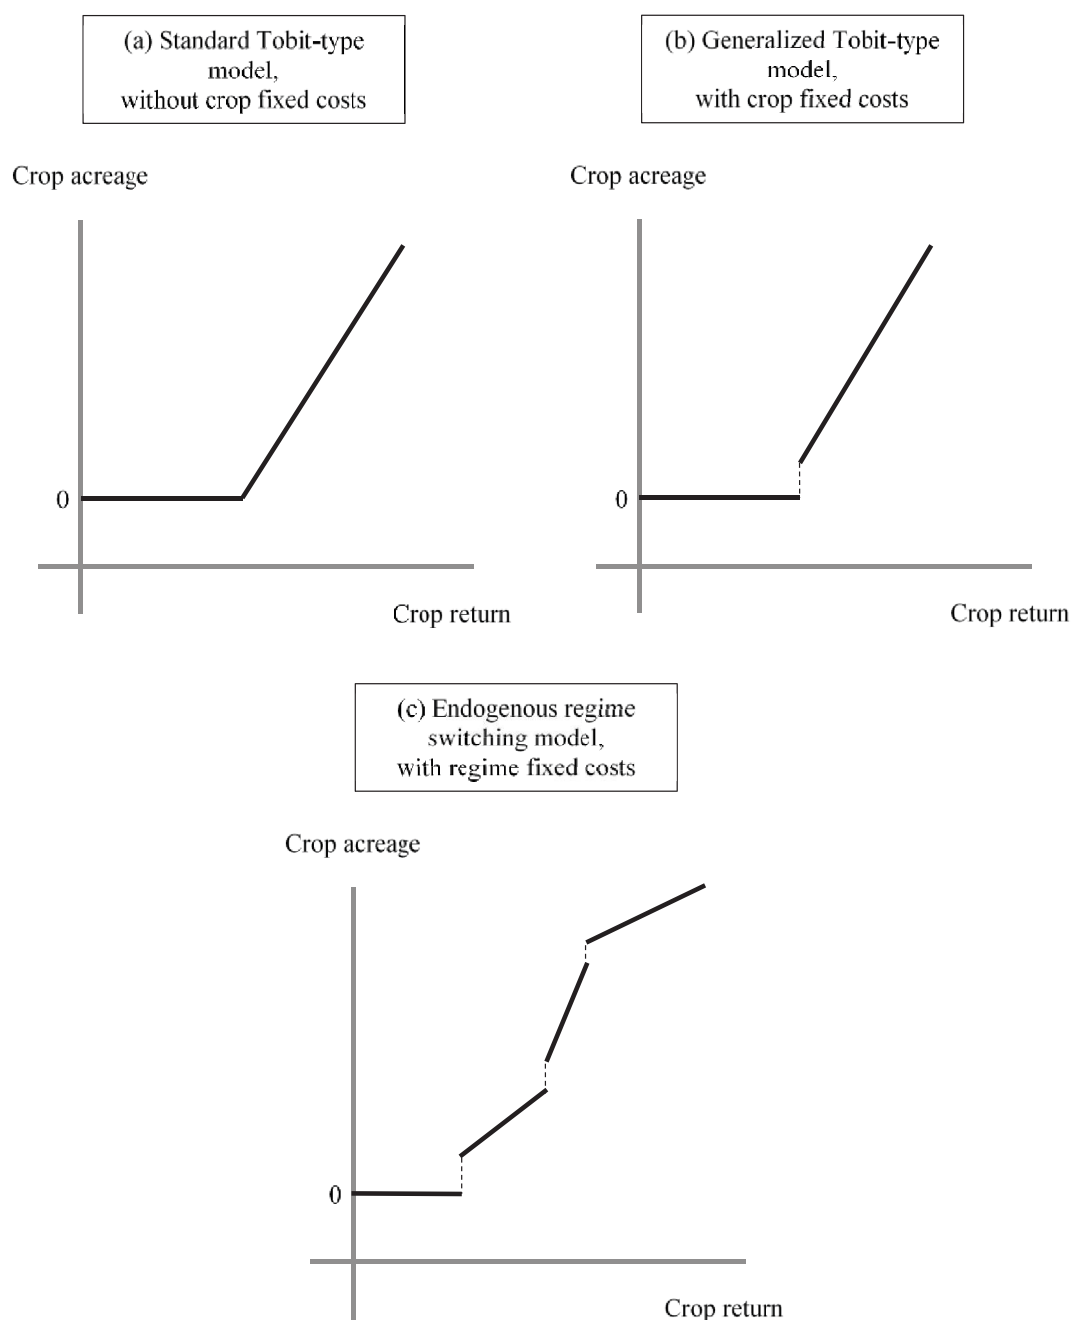 (a) Standard Tobit-type
model,
without crop fixed costs
(b) Generalized Tobit-type
model,
with crop fixed costs
Crop acreage
Crop acreage
0
0
Crop return
Crop return
(c) Endogenous regime
switching model,
with regime fixed costs
Crop acreage
0
Crop return